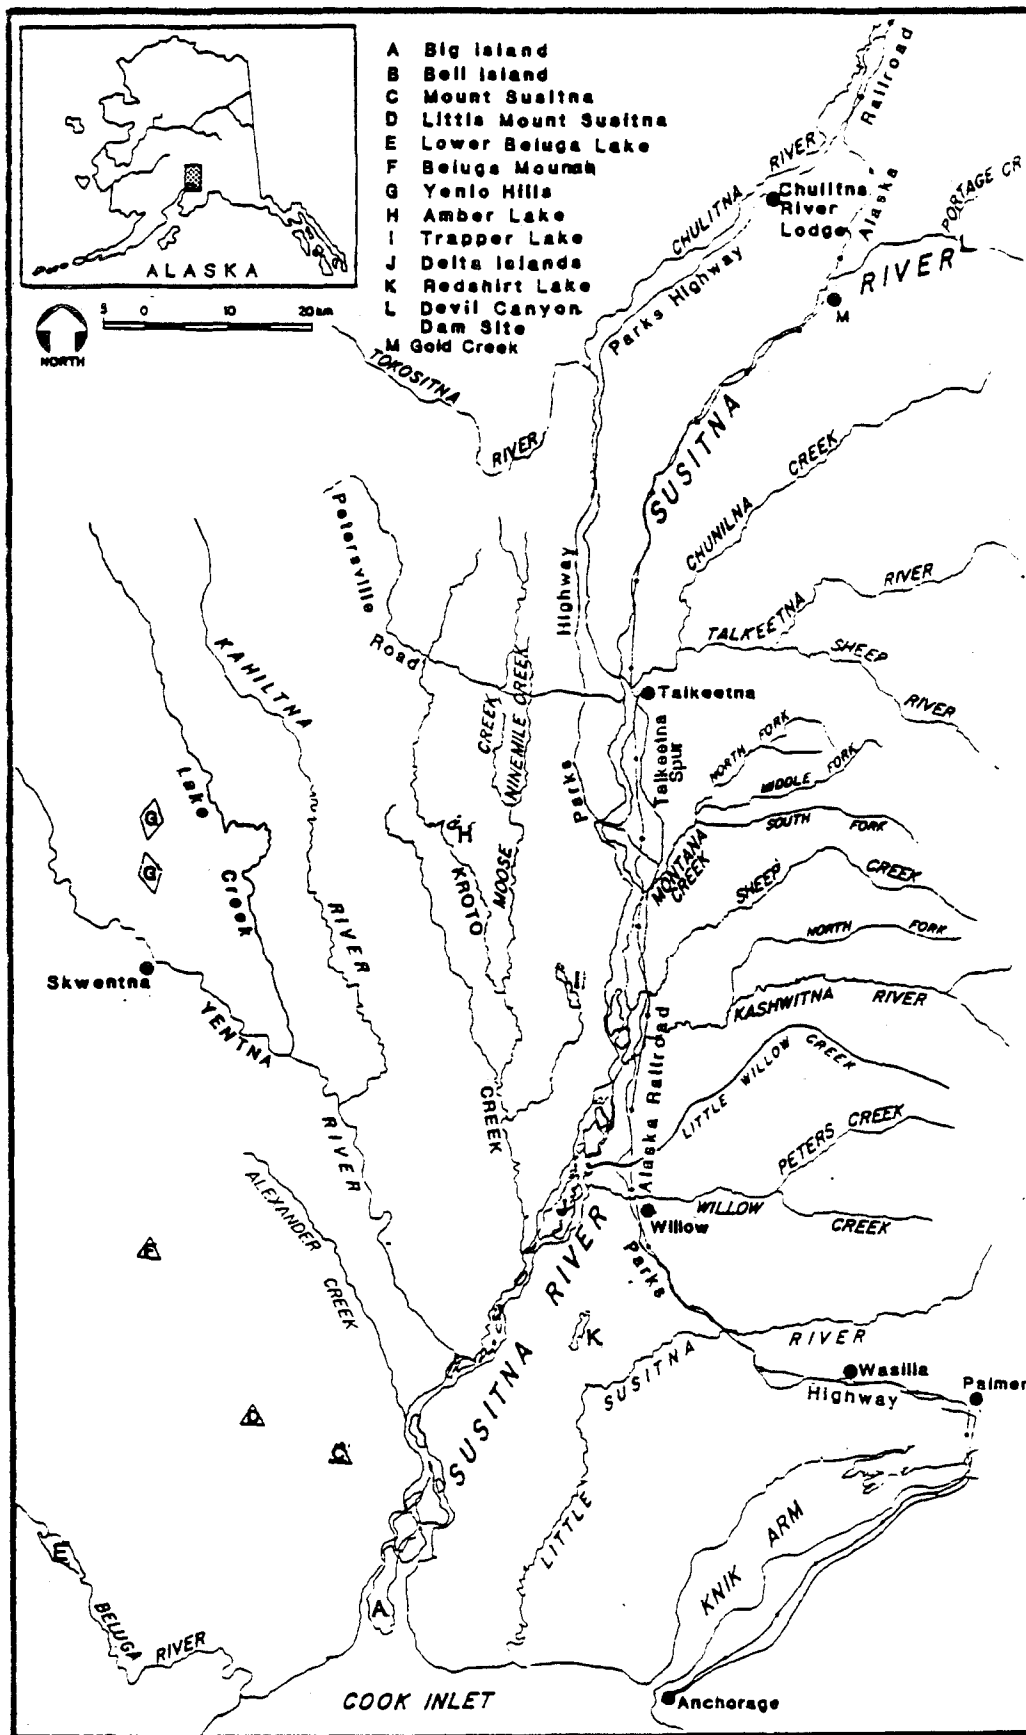 A Big Island
B Bell Island
C Mount Susitna
D Little Mount Susitna
E Lower Beluga Lake
F Beluga
G Yenlo Hills
H Amber Lake
I Trapper Lake
J Delta Islands
K Redshirt Lake
L Devil Canyon
Dam Site
M Gold Creek
ALASKA
5 0 10 20 km
NORTH
Railroad
Alaska
CHULITNA RIVER
Chulitna
River
Lodge
PORTAGE CR
L
RIVER
M
Parks Highway
TOKOSITNA
RIVER
SUSITNA
CHUNILNA CREEK
Petersville
Road
Highway
TALKEETNA RIVER
SHEEP
RIVER
KAHILTNA
RIVER
CREEK
NINEMILE CREEK
Talkeetna
Talkeetna
Spur
NORTH FORK
MIDDLE FORK
SOUTH FORK
Parks
Lake
Creek
G
G
H
KROTO
CREEK
MOOSE
MONTANA
CREEK
SHEEP CREEK
NORTH FORK
Skwentna
I
KASHWITNA RIVER
YENTNA
RIVER
Alaska Railroad
LITTLE WILLOW CREEK
PETERS CREEK
ALEXANDER
CREEK
J
WILLOW
CREEK
Willow
F
Parks
SUSITNA RIVER
K
LITTLE SUSITNA RIVER
Wasilla
Highway
Palmer
D
C
KNIK ARM
E
BELUGA
RIVER
A
COOK INLET
Anchorage